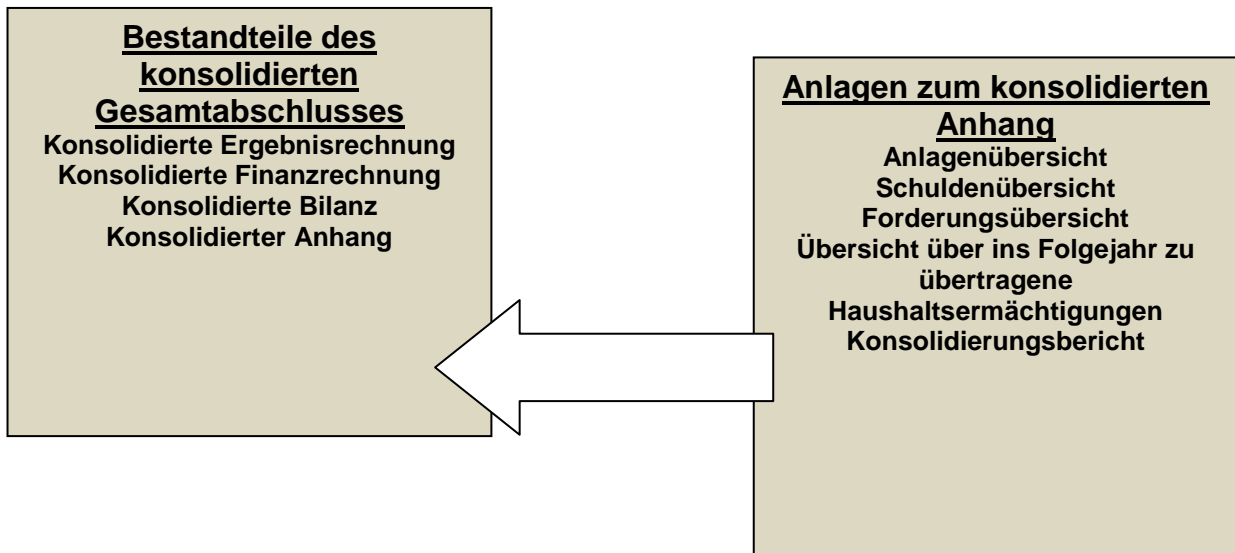 Bestandteile des
konsolidierten
Gesamtabschlusses
Konsolidierte Ergebnisrechnung
Konsolidierte Finanzrechnung
Konsolidierte Bilanz
Konsolidierter Anhang
Anlagen zum konsolidierten
Anhang
Anlagenübersicht
Schuldenübersicht
Forderungsübersicht
Übersicht über ins Folgejahr zu
übertragene
Haushaltsermächtigungen
Konsolidierungsbericht